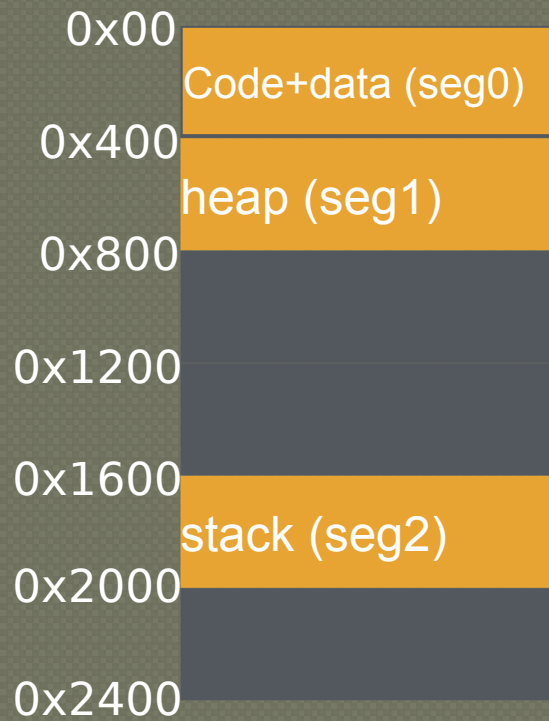 0x00
Code+data (seg0)
0x400
heap (seg1)
0x800
0x1200
0x1600
stack (seg2)
0x2000
0x2400